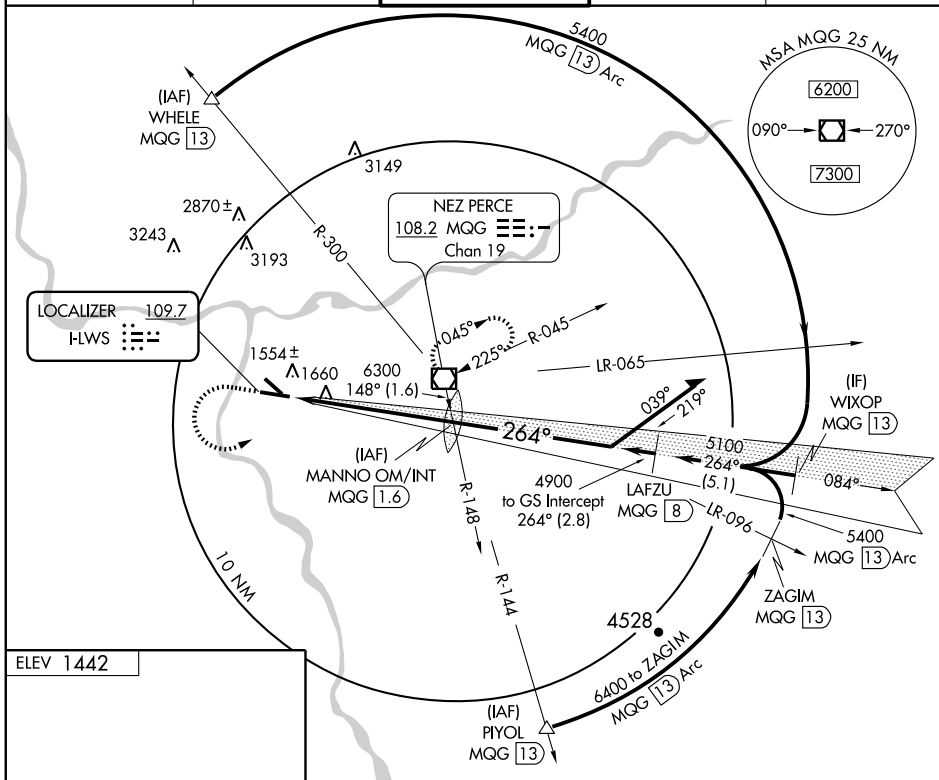 5400
MQG 13 Arc
MSA MQG 25 NM
6200
090°
270°
7300
(IAF)
WHELE
MQG 13
3149
2870 ±
3243
3193
R-300
NEZ PERCE
108.2 MQG
Chan 19
LOCALIZER 109.7
I-LWS
045°
225°
R-045
LR-065
1554 ±
1660
6300
148° (1.6)
039°
219°
(IF)
WIXOP
MQG 13
264°
5100
264°
(5.1)
084°
(IAF)
MANNO OM/INT
MQG 1.6
4900
to GS Intercept
264° (2.8)
LAFZU
MQG 8
LR-096
5400
MQG 13 Arc
R-148
R-144
ZAGIM
MQG 13
10 NM
4528
6400 to ZAGIM
MQG 13 Arc
ELEV 1442
(IAF)
PIYOL
MQG 13